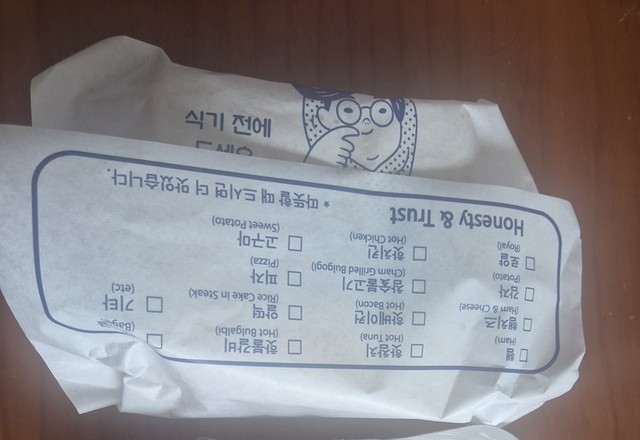 식기 전에
햄
(Ham)
햄치즈
(Ham & Cheese)
감자
(Potato)
로얄
(Royal)
핫참치
(Hot Tuna)
핫베이컨
(Hot Bacon)
참숯불고기
(Cham Grilled Bulgogi)
핫치킨
(Hot Chicken)
핫불갈비
(Hot Bulgalbi)
(Rice Cake in Steak)
피자
(Pizza)
고구마
(Sweet Potato)
기타
(etc)
Honesty & Trust
* 따뜻할 때 드시면 더 맛있습니다.